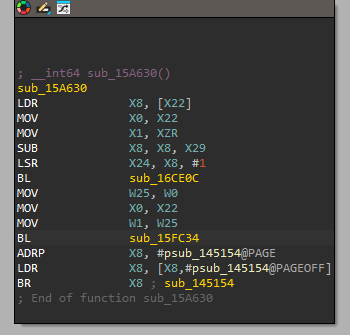 ; __int64 sub_15A630()
sub_15A630
LDR X8, [X22]
MOV X0, X22
MOV X1, XZR
SUB X8, X8, X29
LSR X24, X8, #1
BL sub_16CE0C
MOV W25, W0
MOV X0, X22
MOV W1, W25
BL sub_15FC34
ADRP X8, #psub_145154@PAGE
LDR X8, [X8,#psub_145154@PAGEOFF]
BR X8 ; sub_145154
; End of function sub_15A630